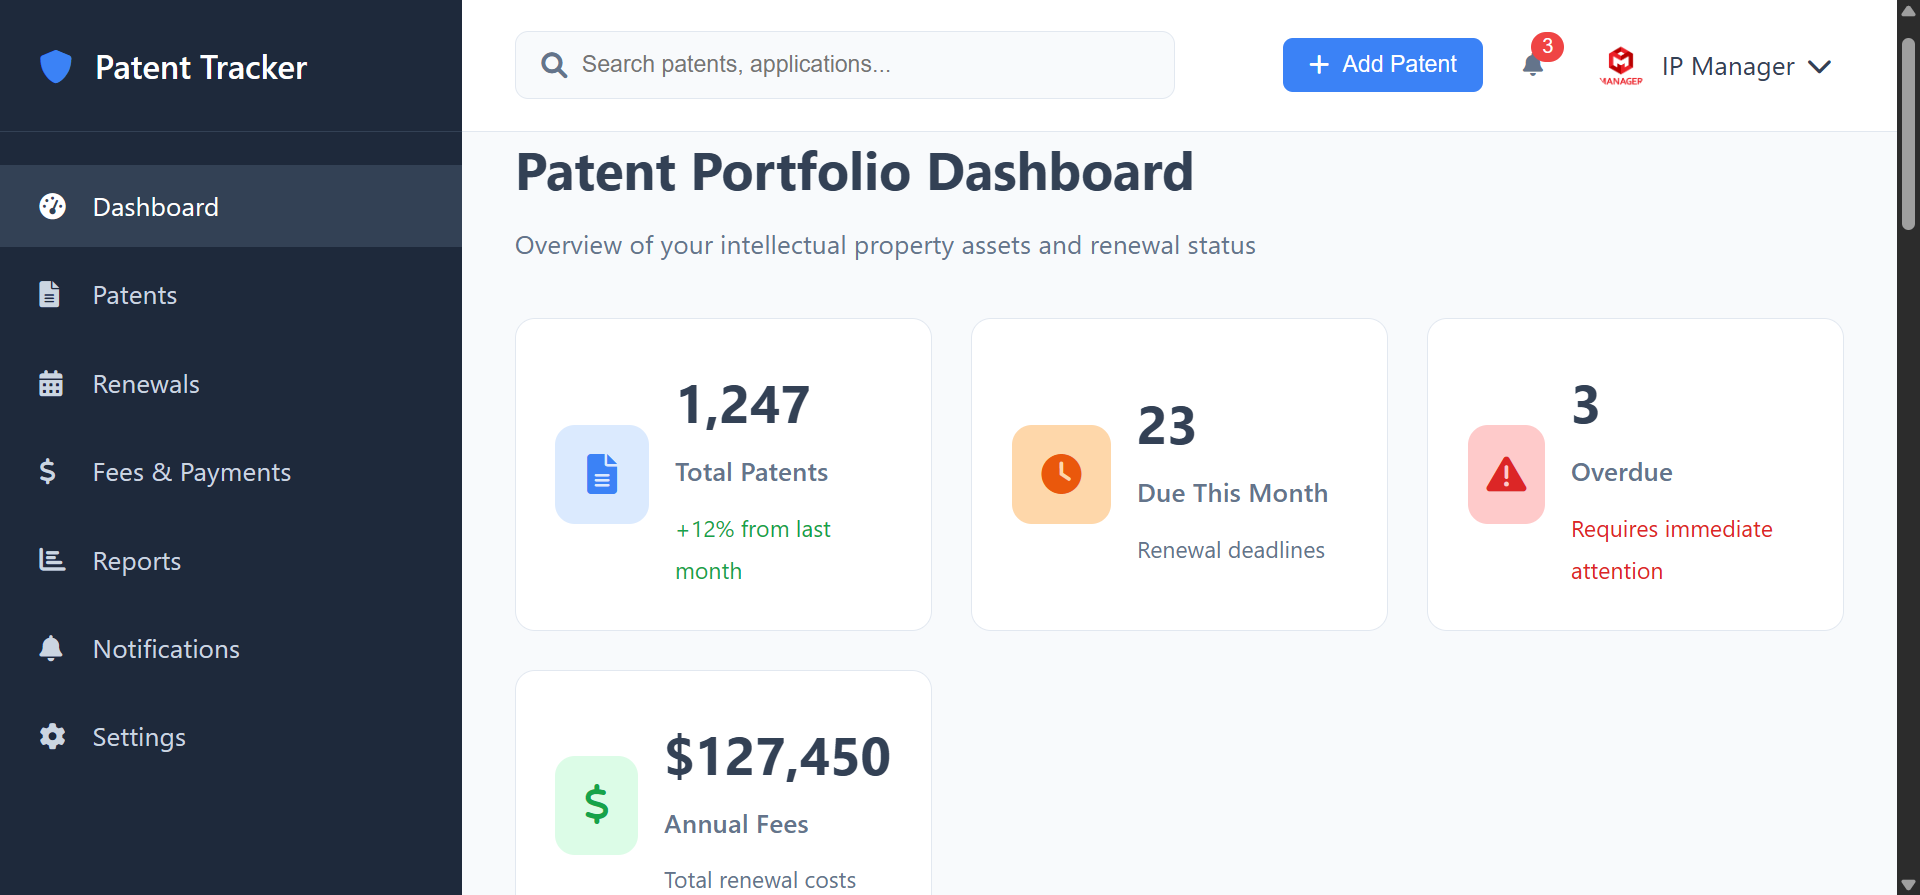 Patent Tracker
Dashboard
Patents
Renewals
Fees & Payments
Reports
Notifications
Settings
Search patents, applications...
Add Patent
3
MANAGER
IP Manager
Patent Portfolio Dashboard
Overview of your intellectual property assets and renewal status
1,247
Total Patents
+12% from last
month
23
Due This Month
Renewal deadlines
3
Overdue
Requires immediate
attention
$127,450
Annual Fees
Total renewal costs